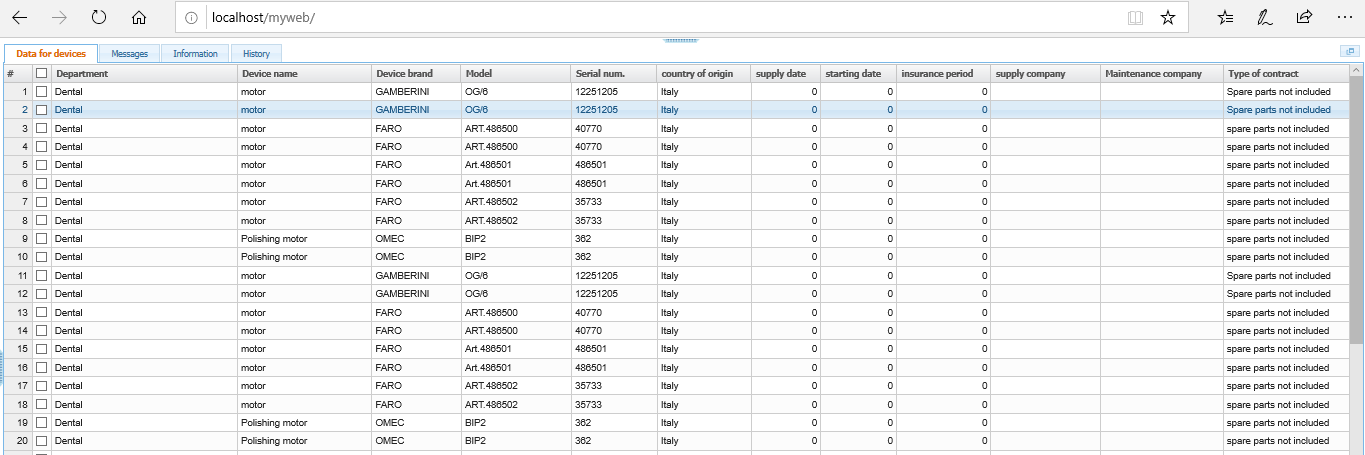 localhost/myweb/
Data for devices Messages Information History
# Department Device name Device brand Model Serial num. country of origin supply date starting date insurance period supply company Maintenance company Type of contract
1 Dental motor GAMBERINI OG/6 12251205 Italy 0 0 0 Spare parts not included
2 Dental motor GAMBERINI OG/6 12251205 Italy 0 0 0 Spare parts not included
3 Dental motor FARO ART.486500 40770 Italy 0 0 0 spare parts not included
4 Dental motor FARO ART.486500 40770 Italy 0 0 0 spare parts not included
5 Dental motor FARO Art.486501 486501 Italy 0 0 0 spare parts not included
6 Dental motor FARO Art.486501 486501 Italy 0 0 0 spare parts not included
7 Dental motor FARO ART.486502 35733 Italy 0 0 0 spare parts not included
8 Dental motor FARO ART.486502 35733 Italy 0 0 0 spare parts not included
9 Dental Polishing motor OMEC BIP2 362 Italy 0 0 0 spare parts not included
10 Dental Polishing motor OMEC BIP2 362 Italy 0 0 0 spare parts not included
11 Dental motor GAMBERINI OG/6 12251205 Italy 0 0 0 Spare parts not included
12 Dental motor GAMBERINI OG/6 12251205 Italy 0 0 0 Spare parts not included
13 Dental motor FARO ART.486500 40770 Italy 0 0 0 spare parts not included
14 Dental motor FARO ART.486500 40770 Italy 0 0 0 spare parts not included
15 Dental motor FARO Art.486501 486501 Italy 0 0 0 spare parts not included
16 Dental motor FARO Art.486501 486501 Italy 0 0 0 spare parts not included
17 Dental motor FARO ART.486502 35733 Italy 0 0 0 spare parts not included
18 Dental motor FARO ART.486502 35733 Italy 0 0 0 spare parts not included
19 Dental Polishing motor OMEC BIP2 362 Italy 0 0 0 spare parts not included
20 Dental Polishing motor OMEC BIP2 362 Italy 0 0 0 spare parts not included